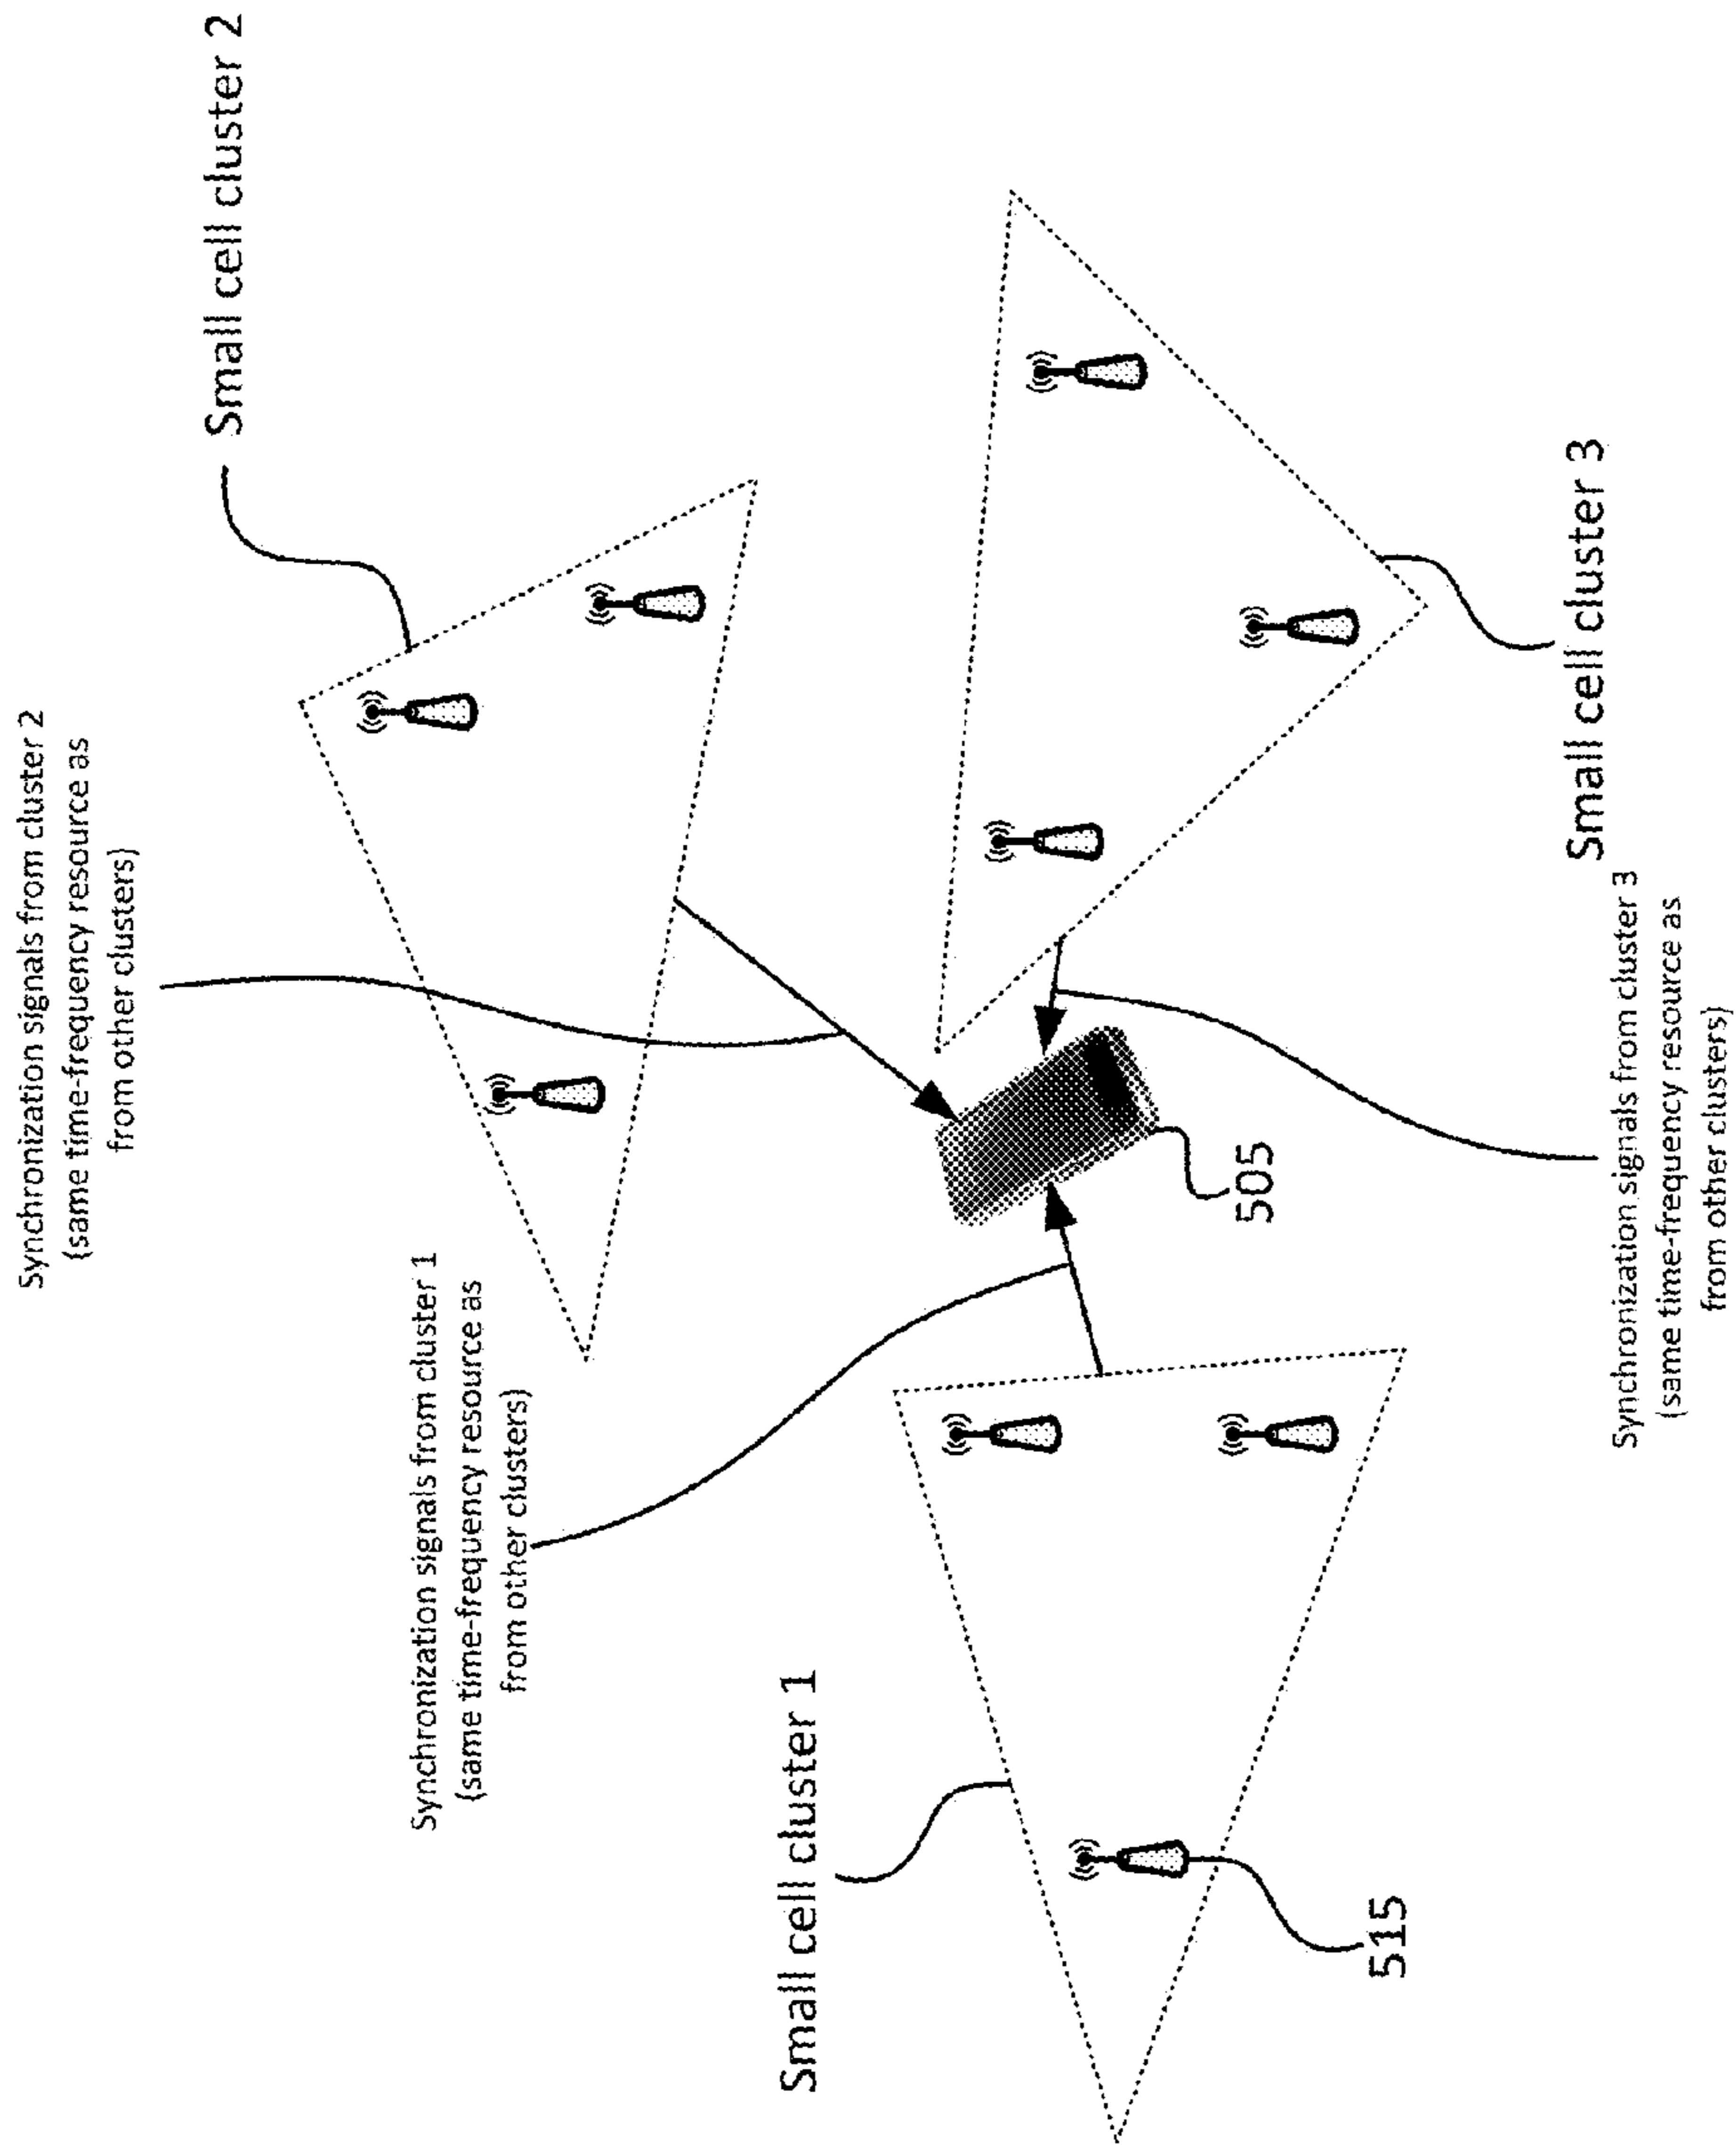 Synchronization signals from cluster 2
(same time-frequency resource as
from other clusters)
Small cell cluster 2
Synchronization signals from cluster 1
(same time-frequency resource as
from other clusters)
Small cell cluster 1
505
515
Small cell cluster 3
Synchronization signals from cluster 3
(same time-frequency resource as
from other clusters)